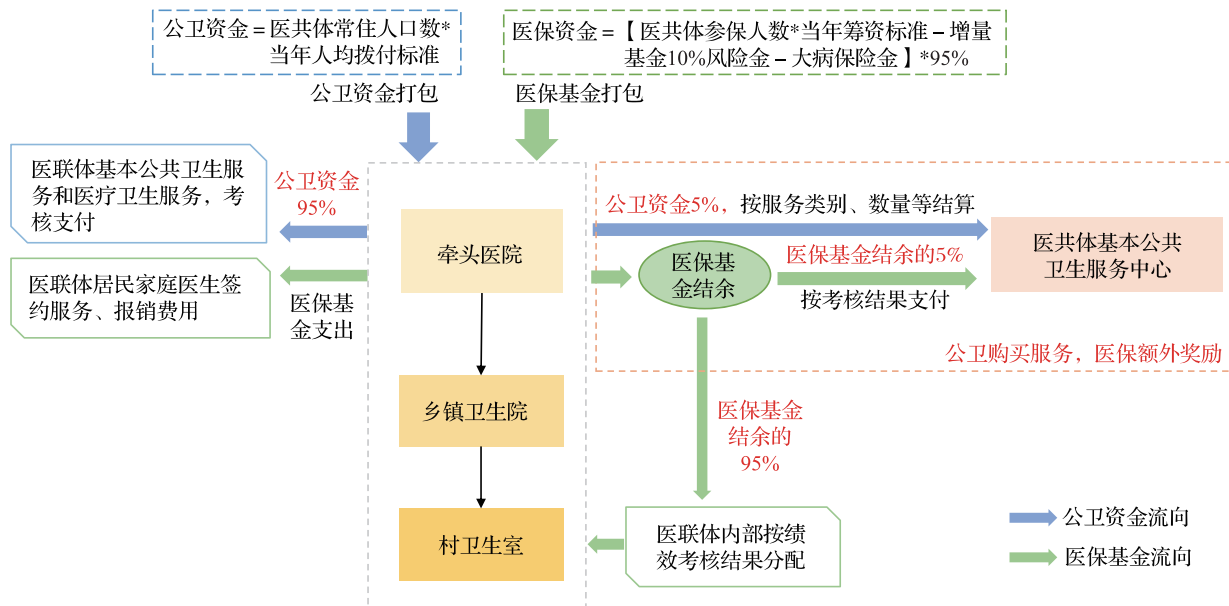 公卫资金=医共体常住人口数*
当年人均拨付标准
医保资金=【医共体参保人数*当年筹资标准-增量
基金10%风险金-大病保险金】*95%
公卫资金打包
医保基金打包
医联体基本公共卫生服
务和医疗卫生服务，考
核支付
公卫资金
95%
医联体居民家庭医生签
约服务、报销费用
医保基
金支出
牵头医院
乡镇卫生院
村卫生室
公卫资金5%，按服务类别、数量等结算
医保基
金结余
医保基金结余的5%
按考核结果支付
医共体基本公共
卫生服务中心
公卫购买服务，医保额外奖励
医保基金
结余的
95%
医联体内部按绩
效考核结果分配
公卫资金流向
医保基金流向